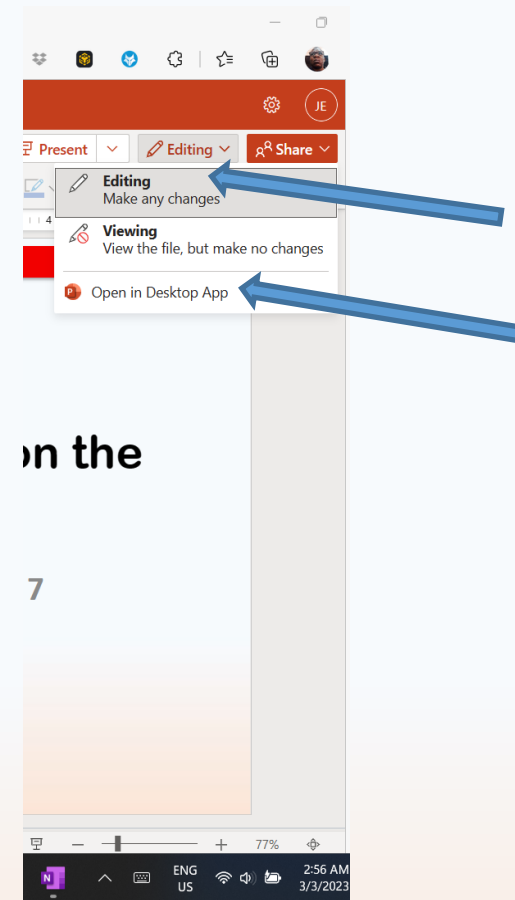 JE
Present
Editing
Share
Editing
Make any changes
4
Viewing
View the file, but make no changes
P
Open in Desktop App
on the
7
77%
N
ENG
US
2:56 AM
3/3/2023